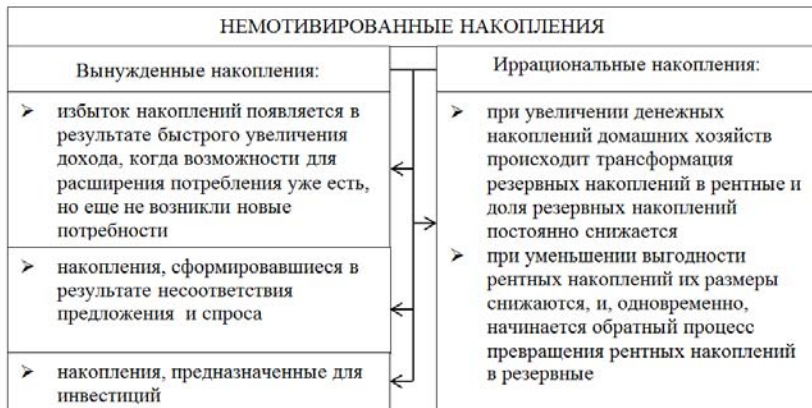 НЕМОТИВИРОВАННЫЕ НАКОПЛЕНИЯ
Вынужденные накопления:
➢ избыток накоплений появляется в
результате быстрого увеличения
дохода, когда возможности для
расширения потребления уже есть,
но еще не возникли новые
потребности
➢ накопления, сформировавшиеся в
результате несоответствия
предложения и спроса
➢ накопления, предназначенные для
инвестиций
Иррациональные накопления:
➢ при увеличении денежных
накоплений домашних хозяйств
происходит трансформация
резервных накоплений в рентные и
доля резервных накоплений
постоянно снижается
➢ при уменьшении выгодности
рентных накоплений их размеры
снижаются, и, одновременно,
начинается обратный процесс
превращения рентных накоплений
в резервные